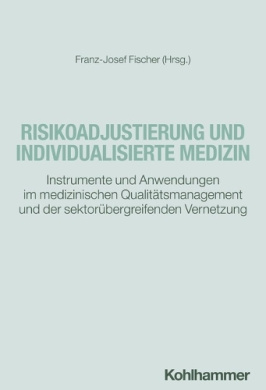 Franz-Josef Fischer (Hrsg.)
RISIKOADJUSTIERUNG UND
INDIVIDUALISIERTE MEDIZIN
Instrumente und Anwendungen
im medizinischen Qualitätsmanagement
und der sektorübergreifenden Vernetzung
Kohlhammer